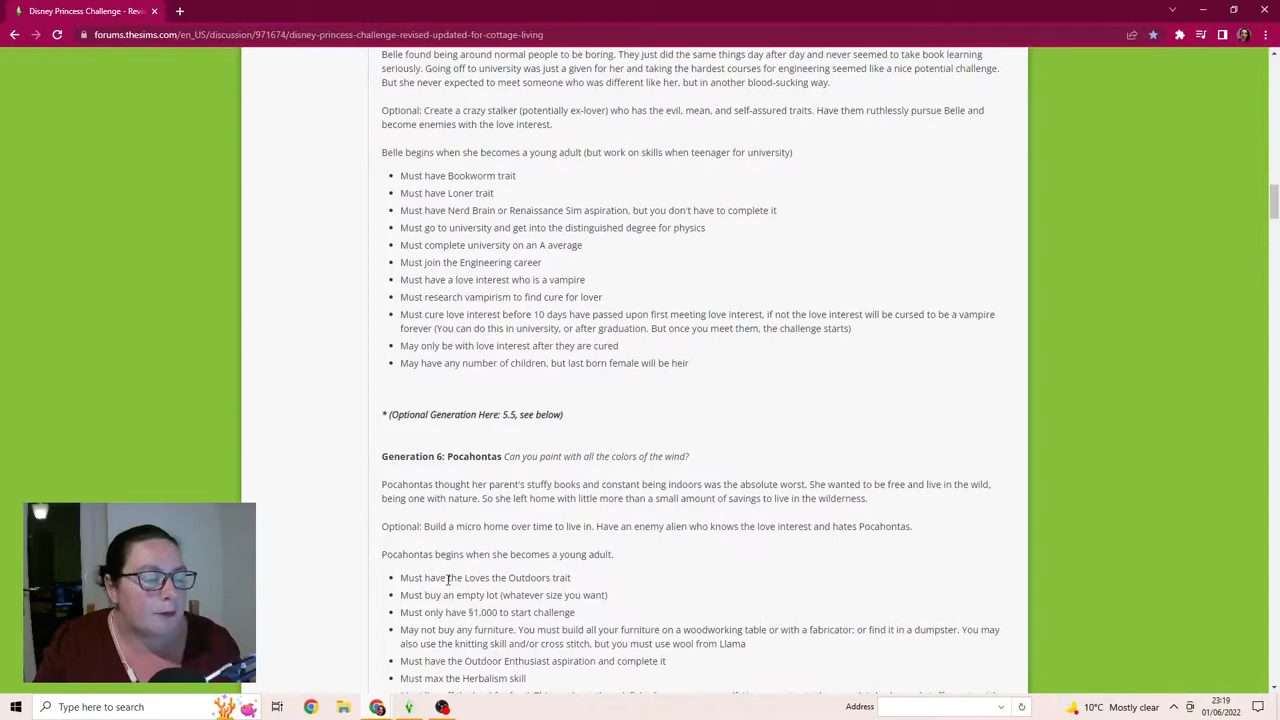 Disney Princess Challenge - Revis
forums.thesims.com/en_US/discussion/971674/disney-princess-challenge-revised-updated-for-cottage-living
Belle found being around normal people to be boring. They just did the same things day after day and never seemed to take book learning
seriously. Going off to university was just a given for her and taking the hardest courses for engineering seemed like a nice potential challenge.
But she never expected to meet someone who was different like her, but in another blood-sucking way.
Optional: Create a crazy stalker (potentially ex-lover) who has the evil, mean, and self-assured traits. Have them ruthlessly pursue Belle and
become enemies with the love interest.
Belle begins when she becomes a young adult (but work on skills when teenager for university)
• Must have Bookworm trait
• Must have Loner trait
• Must have Nerd Brain or Renaissance Sim aspiration, but you don't have to complete it
• Must go to university and get into the distinguished degree for physics
• Must complete university on an A average
• Must join the Engineering career
• Must have a love interest who is a vampire
• Must research vampirism to find cure for lover
• Must cure love interest before 10 days have passed upon first meeting love interest, if not the love interest will be cursed to be a vampire
forever (You can do this in university, or after graduation. But once you meet them, the challenge starts)
• May only be with love interest after they are cured
• May have any number of children, but last born female will be heir
* (Optional Generation Here: 5.5, see below)
Generation 6: Pocahontas Can you paint with all the colors of the wind?
Pocahontas thought her parent's stuffy books and constant being indoors was the absolute worst. She wanted to be free and live in the wild,
being one with nature. So she left home with little more than a small amount of savings to live in the wilderness.
Optional: Build a micro home over time to live in. Have an enemy alien who knows the love interest and hates Pocahontas.
Pocahontas begins when she becomes a young adult.
• Must have the Loves the Outdoors trait
• Must buy an empty lot (whatever size you want)
• Must only have §1,000 to start challenge
• May not buy any furniture. You must build all your furniture on a woodworking table or with a fabricator; or find it in a dumpster. You may
also use the knitting skill and/or cross stitch, but you must use wool from Llama
• Must have the Outdoor Enthusiast aspiration and complete it
• Must max the Herbalism skill
Type here to search
Address
10°C Mostly clear
23:19
01/06/2022